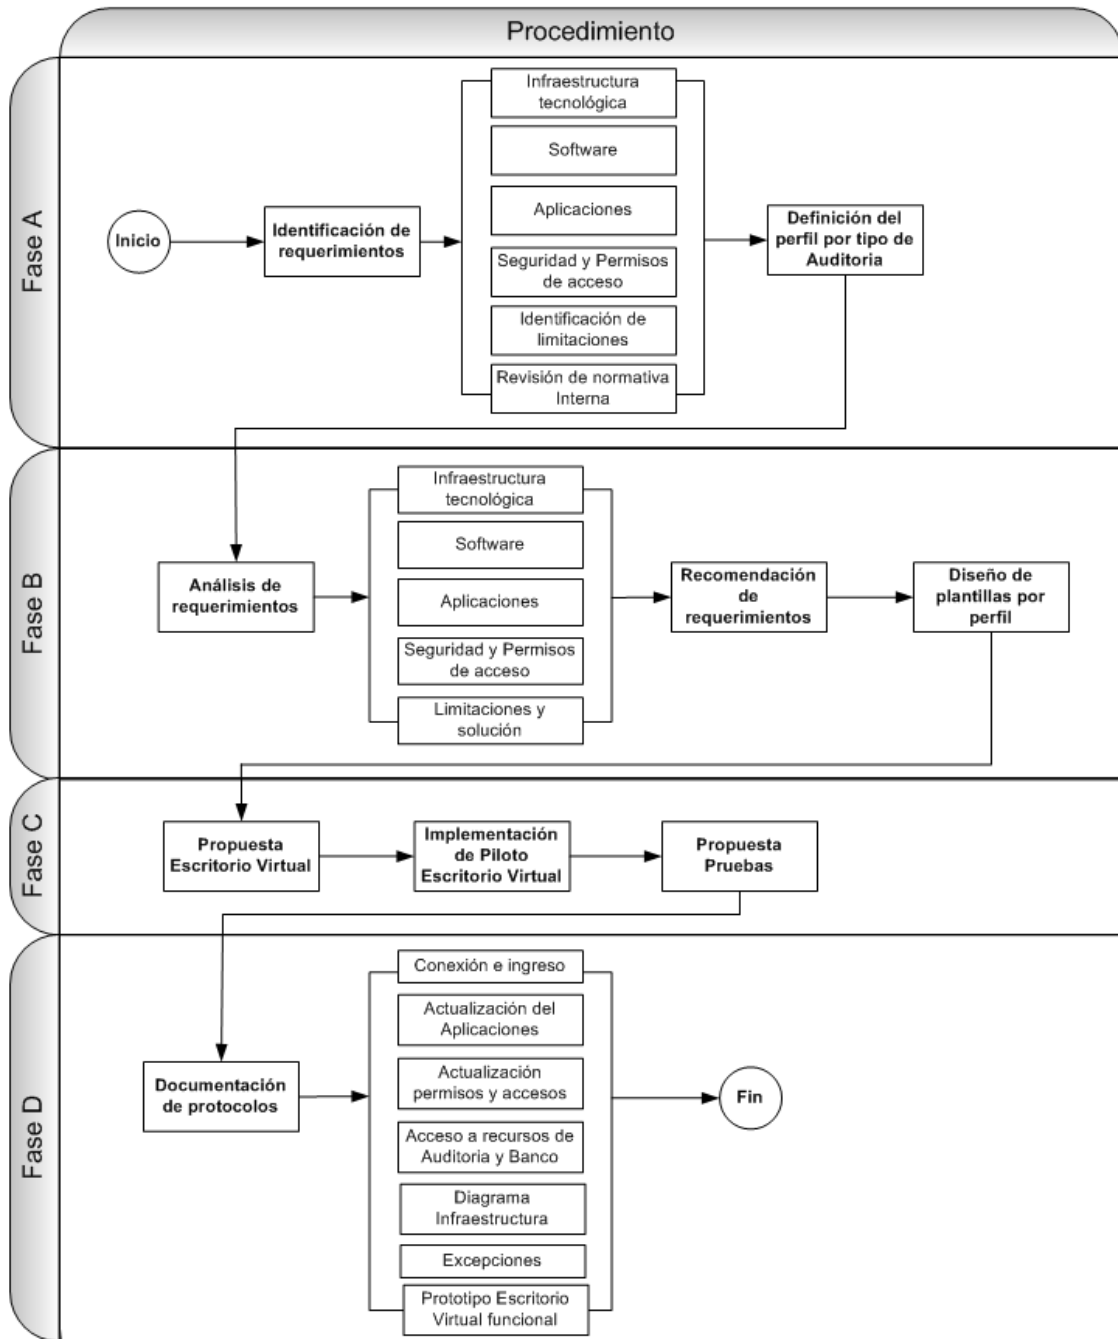 Procedimiento
Fase A
Inicio
Identificación de
requerimientos
Infraestructura
tecnológica
Software
Aplicaciones
Seguridad y Permisos
de acceso
Identificación de
limitaciones
Revisión de normativa
Interna
Definición del
perfil por tipo de
Auditoria
Fase B
Análisis de
requerimientos
Infraestructura
tecnológica
Software
Aplicaciones
Seguridad y Permisos
de acceso
Limitaciones y
solución
Recomendación
de
requerimientos
Diseño de
plantillas por
perfil
Fase C
Propuesta
Escritorio Virtual
Implementación
de Piloto
Escritorio Virtual
Propuesta
Pruebas
Fase D
Documentación
de protocolos
Conexión e ingreso
Actualización del
Aplicaciones
Actualización
permisos y accesos
Acceso a recursos de
Auditoria y Banco
Diagrama
Infraestructura
Excepciones
Prototipo Escritorio
Virtual funcional
Fin